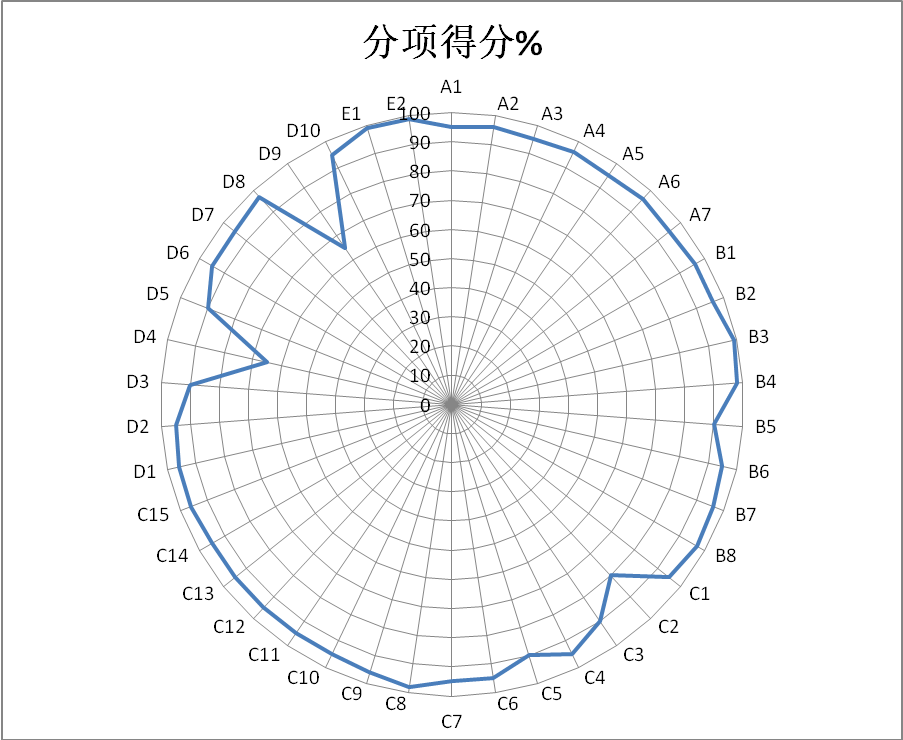 分项得分%
A1
A2
A3
A4
A5
A6
A7
B1
B2
B3
B4
B5
B6
B7
B8
C1
C2
C3
C4
C5
C6
C7
C8
C9
C10
C11
C12
C13
C14
C15
D1
D2
D3
D4
D5
D6
D7
D8
D9
D10
E1
E2
100
90
80
70
60
50
40
30
20
10
0